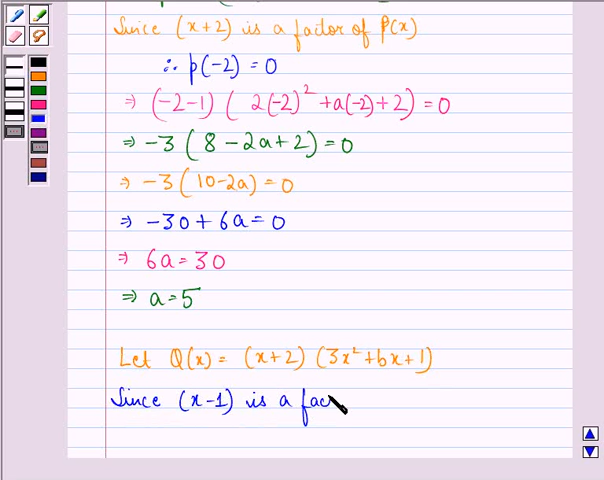 Since (x+2) is a factor of P(x)
∴ p(-2) = 0
⇒ (-2-1) ( 2(-2)² + a(-2) + 2) = 0
⇒ -3 ( 8 - 2a + 2 ) = 0
⇒ -3 ( 10 - 2a) = 0
⇒ -30 + 6a = 0
⇒ 6a = 30
⇒ a = 5
Let Q(x) = (x+2) (3x² + bx + 1)
Since (x-1) is a fac